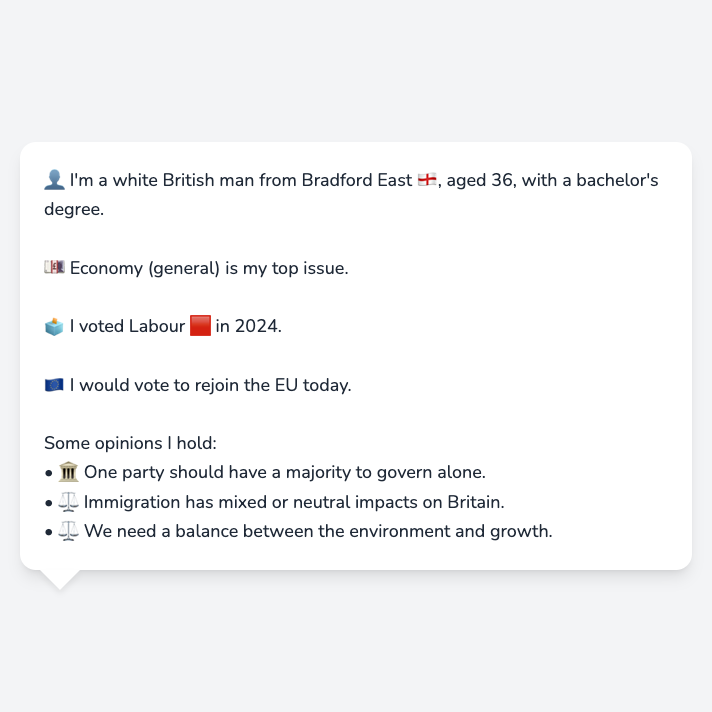 👤 I'm a white British man from Bradford East 🏴󠁧󠁢󠁥󠁮󠁧󠁿, aged 36, with a bachelor's
degree.
💷 Economy (general) is my top issue.
🗳️ I voted Labour 🟥 in 2024.
🇪🇺 I would vote to rejoin the EU today.
Some opinions I hold:
• 🏛️ One party should have a majority to govern alone.
• ⚖️ Immigration has mixed or neutral impacts on Britain.
• ⚖️ We need a balance between the environment and growth.